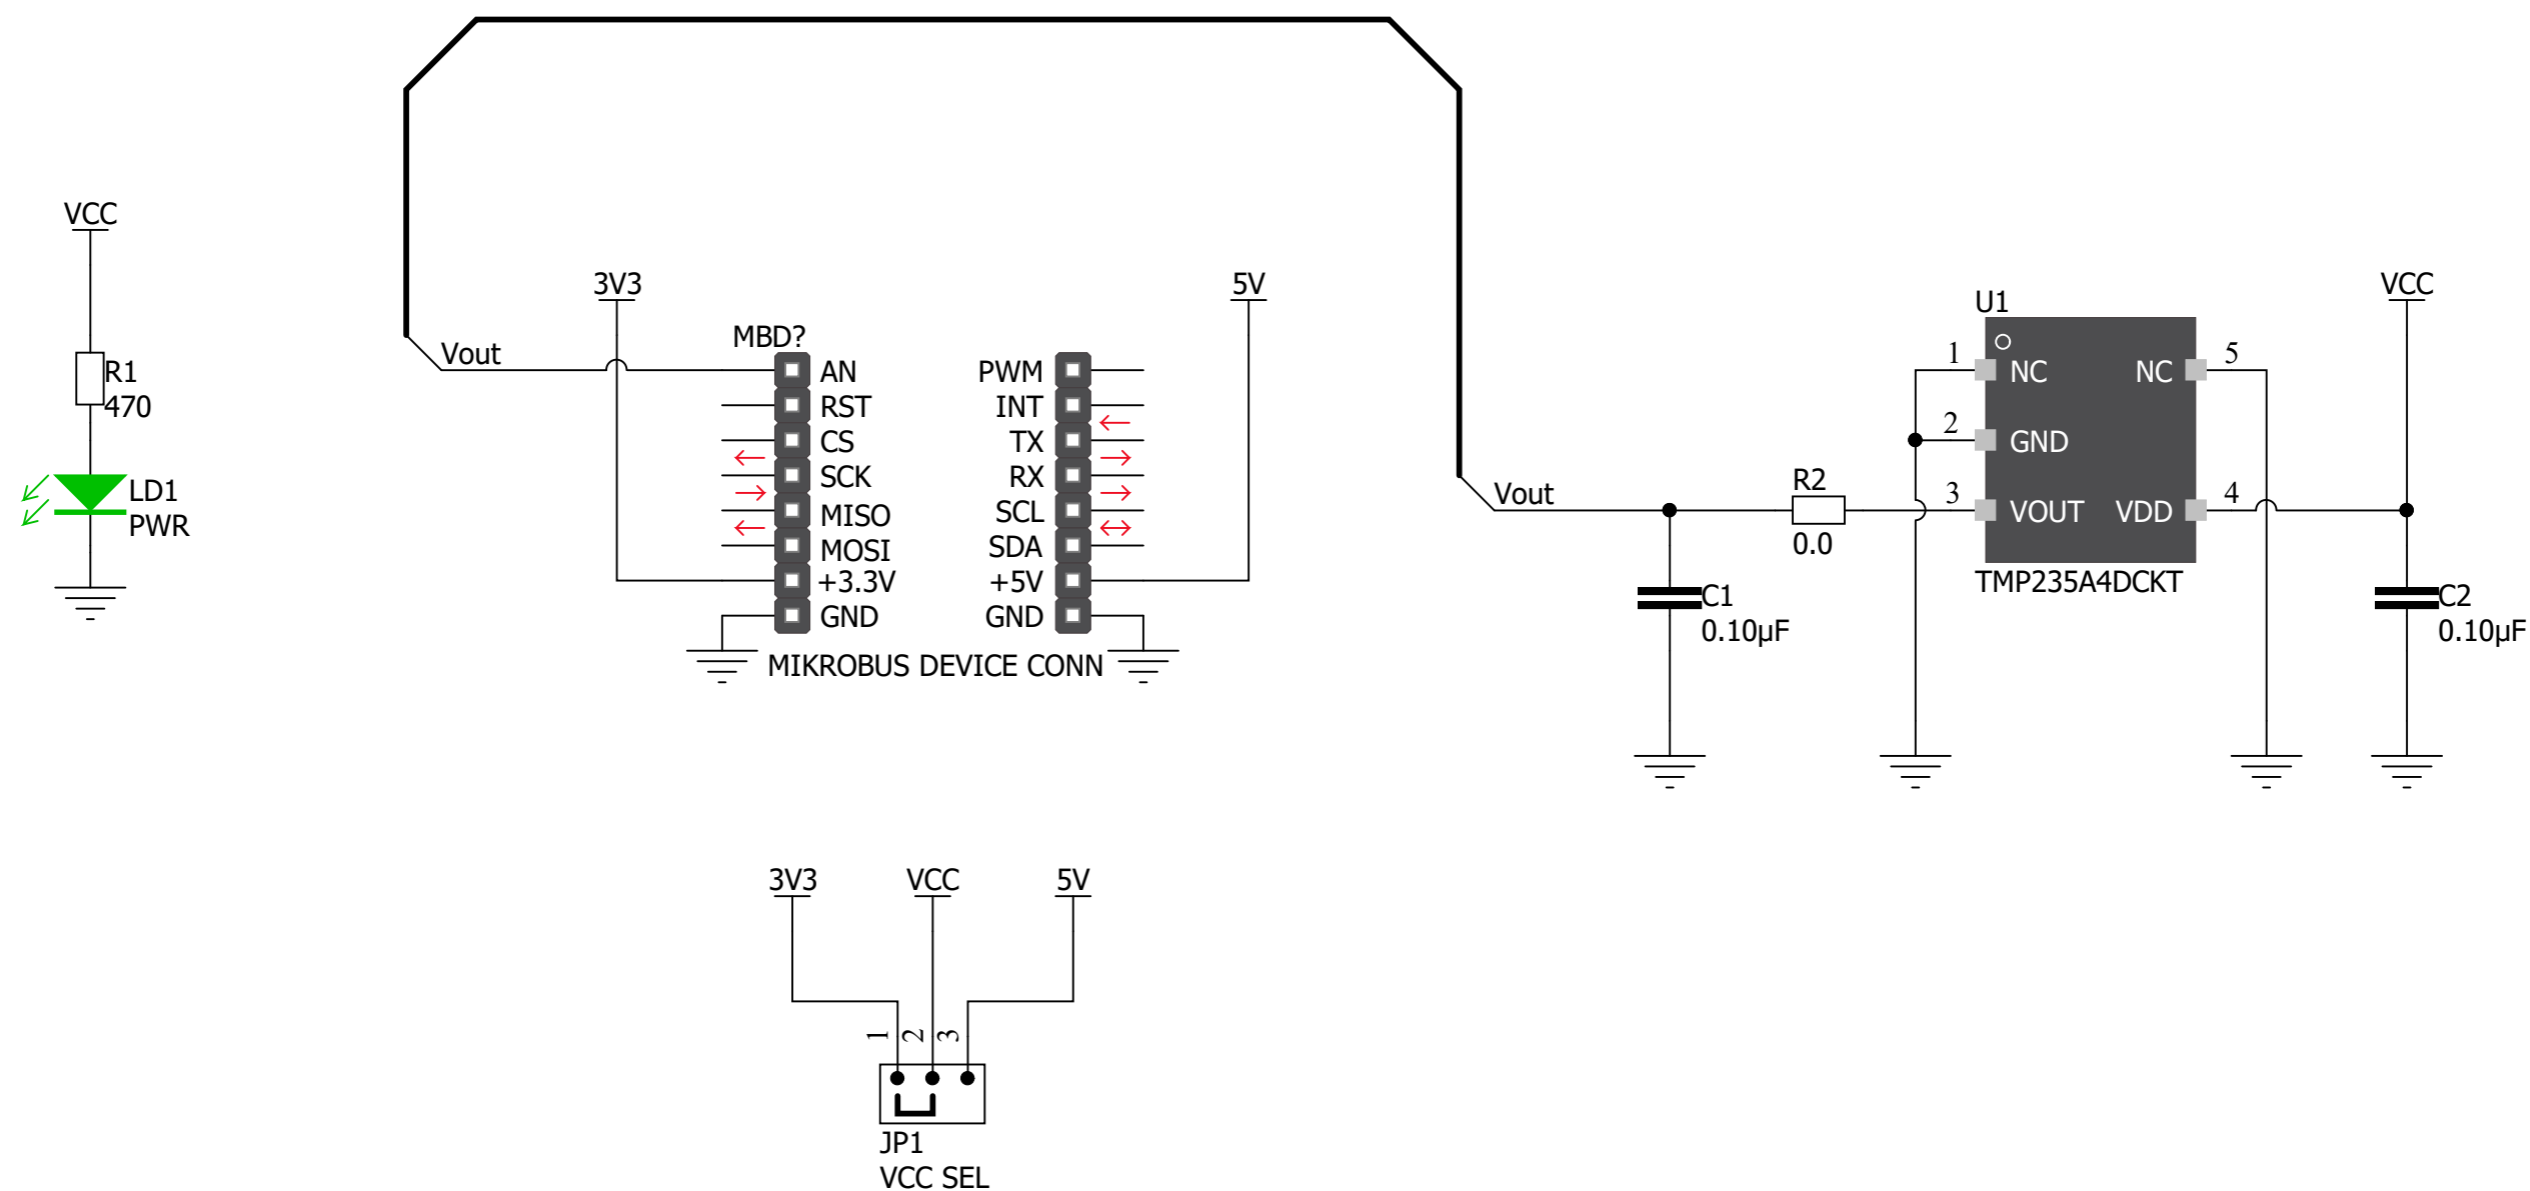 VCC
R1
470
LD1
PWR
Vout
3V3
5V
MBD?
AN
RST
CS
SCK
MISO
MOSI
+3.3V
GND
PWM
INT
TX
RX
SCL
SDA
+5V
GND
MIKROBUS DEVICE CONN
Vout
R2
0.0
C1
0.10µF
U1
1
2
3
NC
GND
VOUT
NC
VDD
5
4
TMP235A4DCKT
VCC
C2
0.10µF
3V3
VCC
5V
1
2
3
JP1
VCC SEL